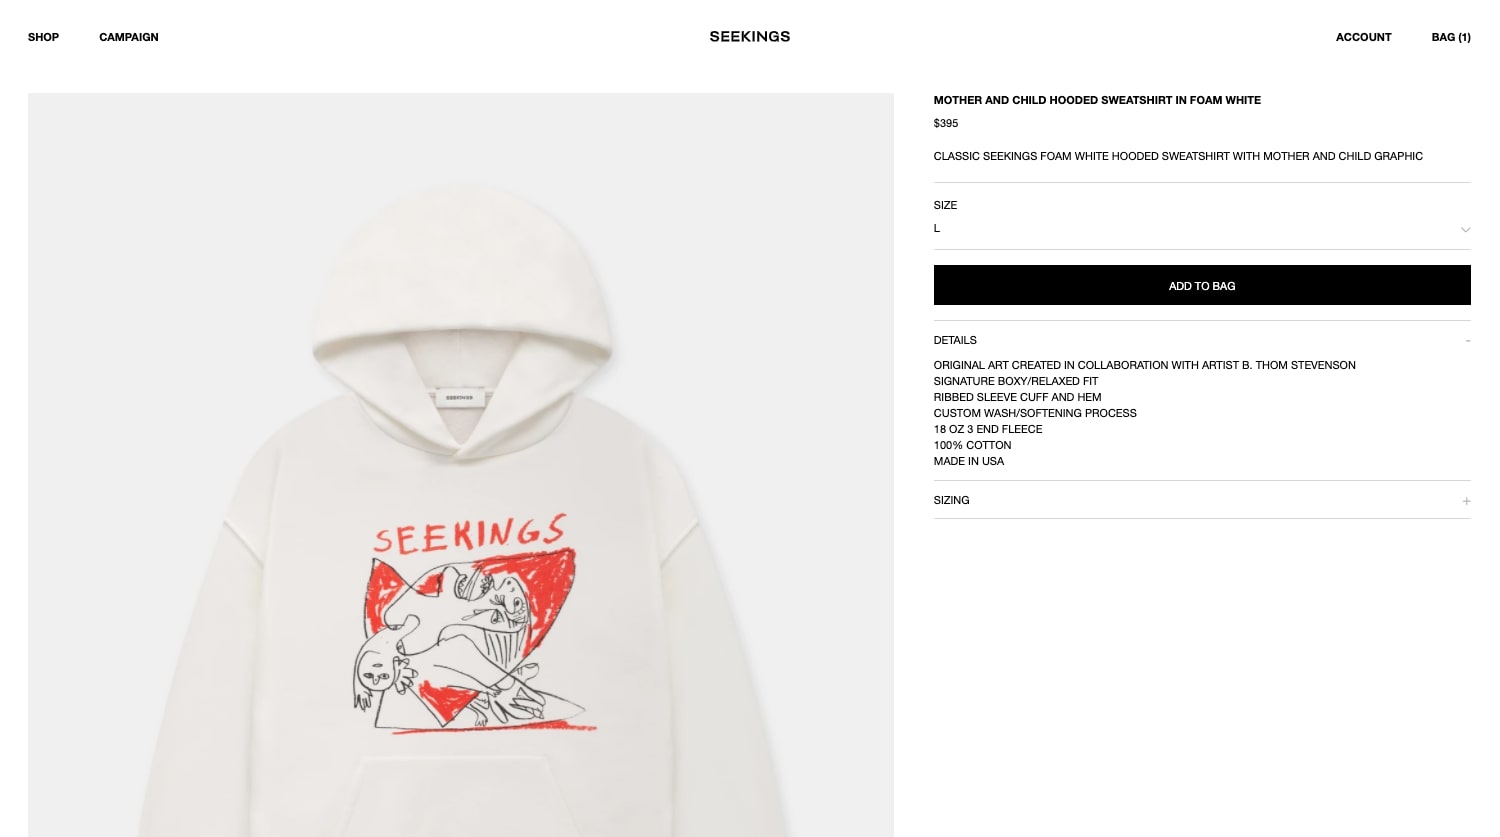 SHOP
CAMPAIGN
SEEKINGS
ACCOUNT
BAG (1)
SEEKINGS
SEEKINGS
MOTHER AND CHILD HOODED SWEATSHIRT IN FOAM WHITE
$395
CLASSIC SEEKINGS FOAM WHITE HOODED SWEATSHIRT WITH MOTHER AND CHILD GRAPHIC
SIZE
L
ADD TO BAG
DETAILS
-
ORIGINAL ART CREATED IN COLLABORATION WITH ARTIST B. THOM STEVENSON
SIGNATURE BOXY/RELAXED FIT
RIBBED SLEEVE CUFF AND HEM
CUSTOM WASH/SOFTENING PROCESS
18 OZ 3 END FLEECE
100% COTTON
MADE IN USA
SIZING
+